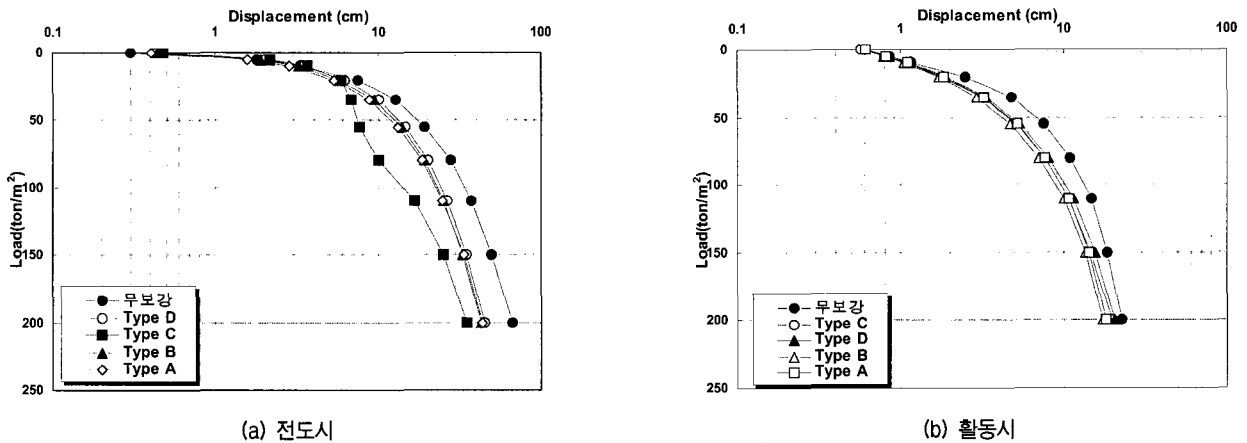 Displacement (cm)
0.1 1 10 100
0
50
100
150
200
250
Load(ton/m²)
무보강
Type D
Type C
Type B
Type A
(a) 전도시
Displacement (cm)
0.1 1 10 100
0
50
100
150
200
250
Load(ton/m²)
무보강
Type C
Type D
Type B
Type A
(b) 활동시